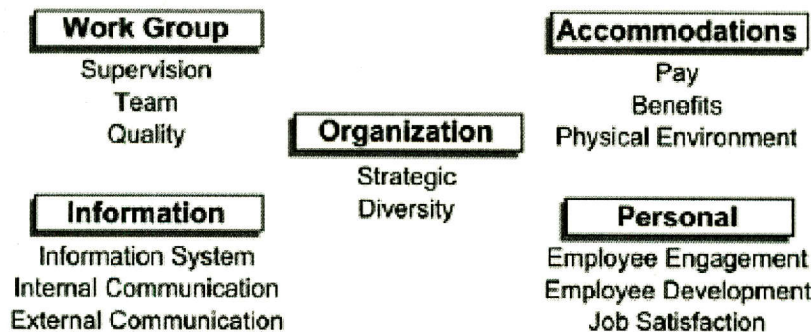 Work Group
Supervision
Team
Quality
Accommodations
Pay
Benefits
Physical Environment
Organization
Strategic
Diversity
Information
Information System
Internal Communication
External Communication
Personal
Employee Engagement
Employee Development
Job Satisfaction